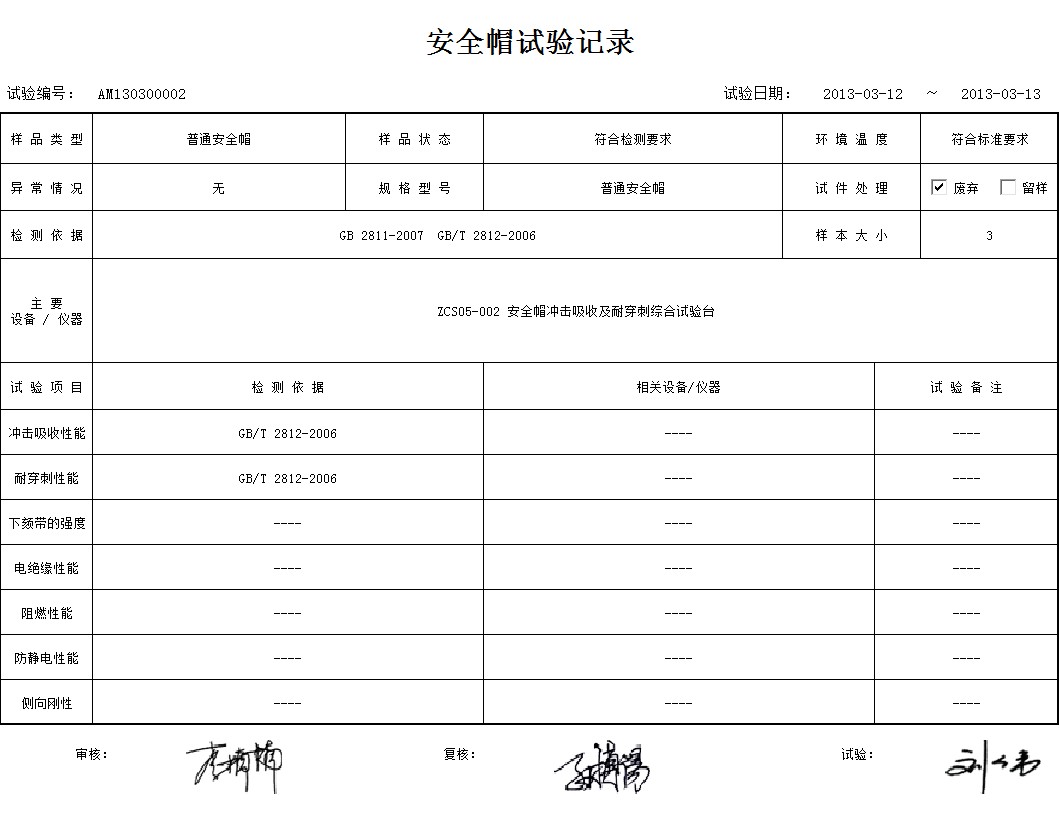 安全帽试验记录
试验编号： AM130300002 试验日期： 2013-03-12 ～ 2013-03-13
样品类型 普通安全帽 样品状态 符合检测要求 环境温度 符合标准要求
异常情况 无 规格型号 普通安全帽 试件处理 废弃 留样
检测依据 GB 2811-2007 GB/T 2812-2006 样本大小 3
主要
设备 / 仪器 ZCS05-002 安全帽冲击吸收及耐穿刺综合试验台
试验项目 检测依据 相关设备/仪器 试验备注
冲击吸收性能 GB/T 2812-2006 ---- ----
耐穿刺性能 GB/T 2812-2006 ---- ----
下颏带的强度 ---- ---- ----
电绝缘性能 ---- ---- ----
阻燃性能 ---- ---- ----
防静电性能 ---- ---- ----
侧向刚性 ---- ---- ----
审核： 复核： 试验：